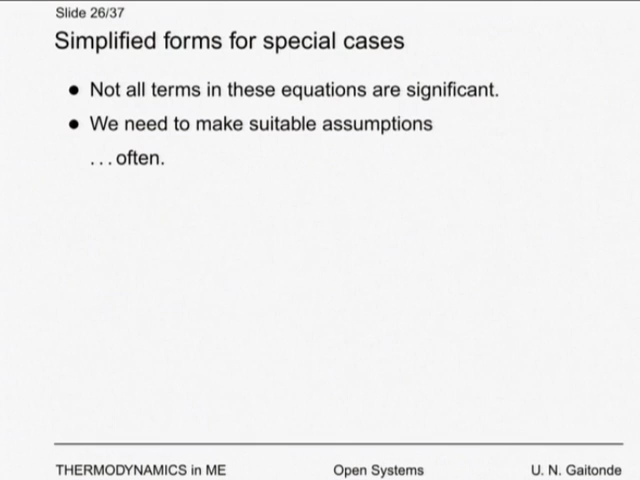 Slide 26/37
Simplified forms for special cases
● Not all terms in these equations are significant.
● We need to make suitable assumptions
...often.
THERMODYNAMICS in ME Open Systems U. N. Gaitonde